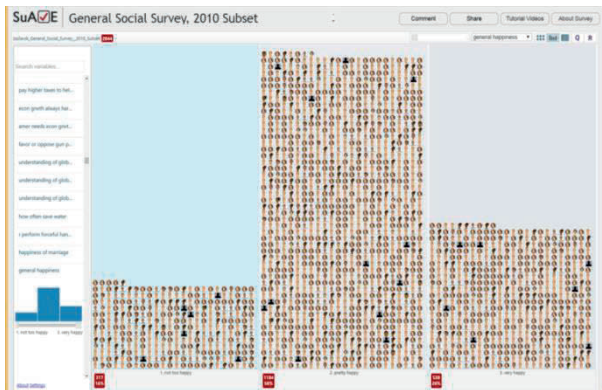 SuAVE General Social Survey, 2010 Subset
Comment Share Tutorial Videos About Survey
general happiness
Search variables...
pay higher taxes to hel...
econ growth always har...
amer needs econ growt...
favor or oppose gun p...
understanding of glob...
understanding of glob...
understanding of glob...
how often save water
i perform forceful han...
happiness of marriage
general happiness
1. not too happy 3. very happy
1. not too happy 2. pretty happy 3. very happy
About Settings